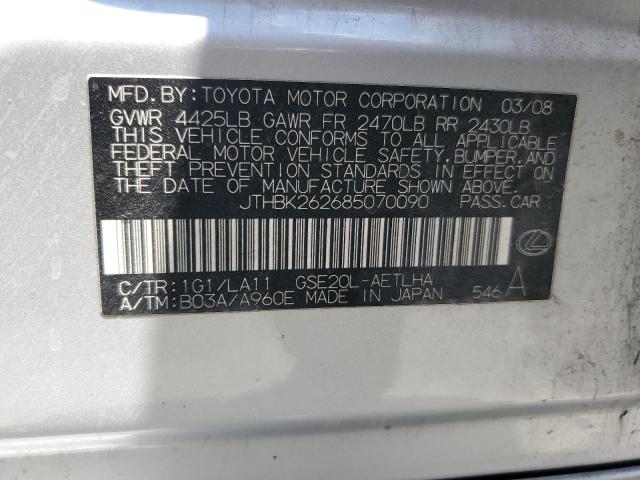 MFD.BY:TOYOTA MOTOR CORPORATION 03/08
GVWR 4425LB GAWR FR 2470LB RR 2430LB
THIS VEHICLE CONFORMS TO ALL APPLICABLE
FEDERAL MOTOR VEHICLE SAFETY,BUMPER,AND
THEFT PREVENTION STANDARDS IN EFFECT ON
THE DATE OF MANUFACTURE SHOWN ABOVE.
JTHBK262685070090 PASS.CAR
C/TR:1G1/LA11 GSE20L-AETLHA
A/TM:B03A/A960E MADE IN JAPAN 546 A